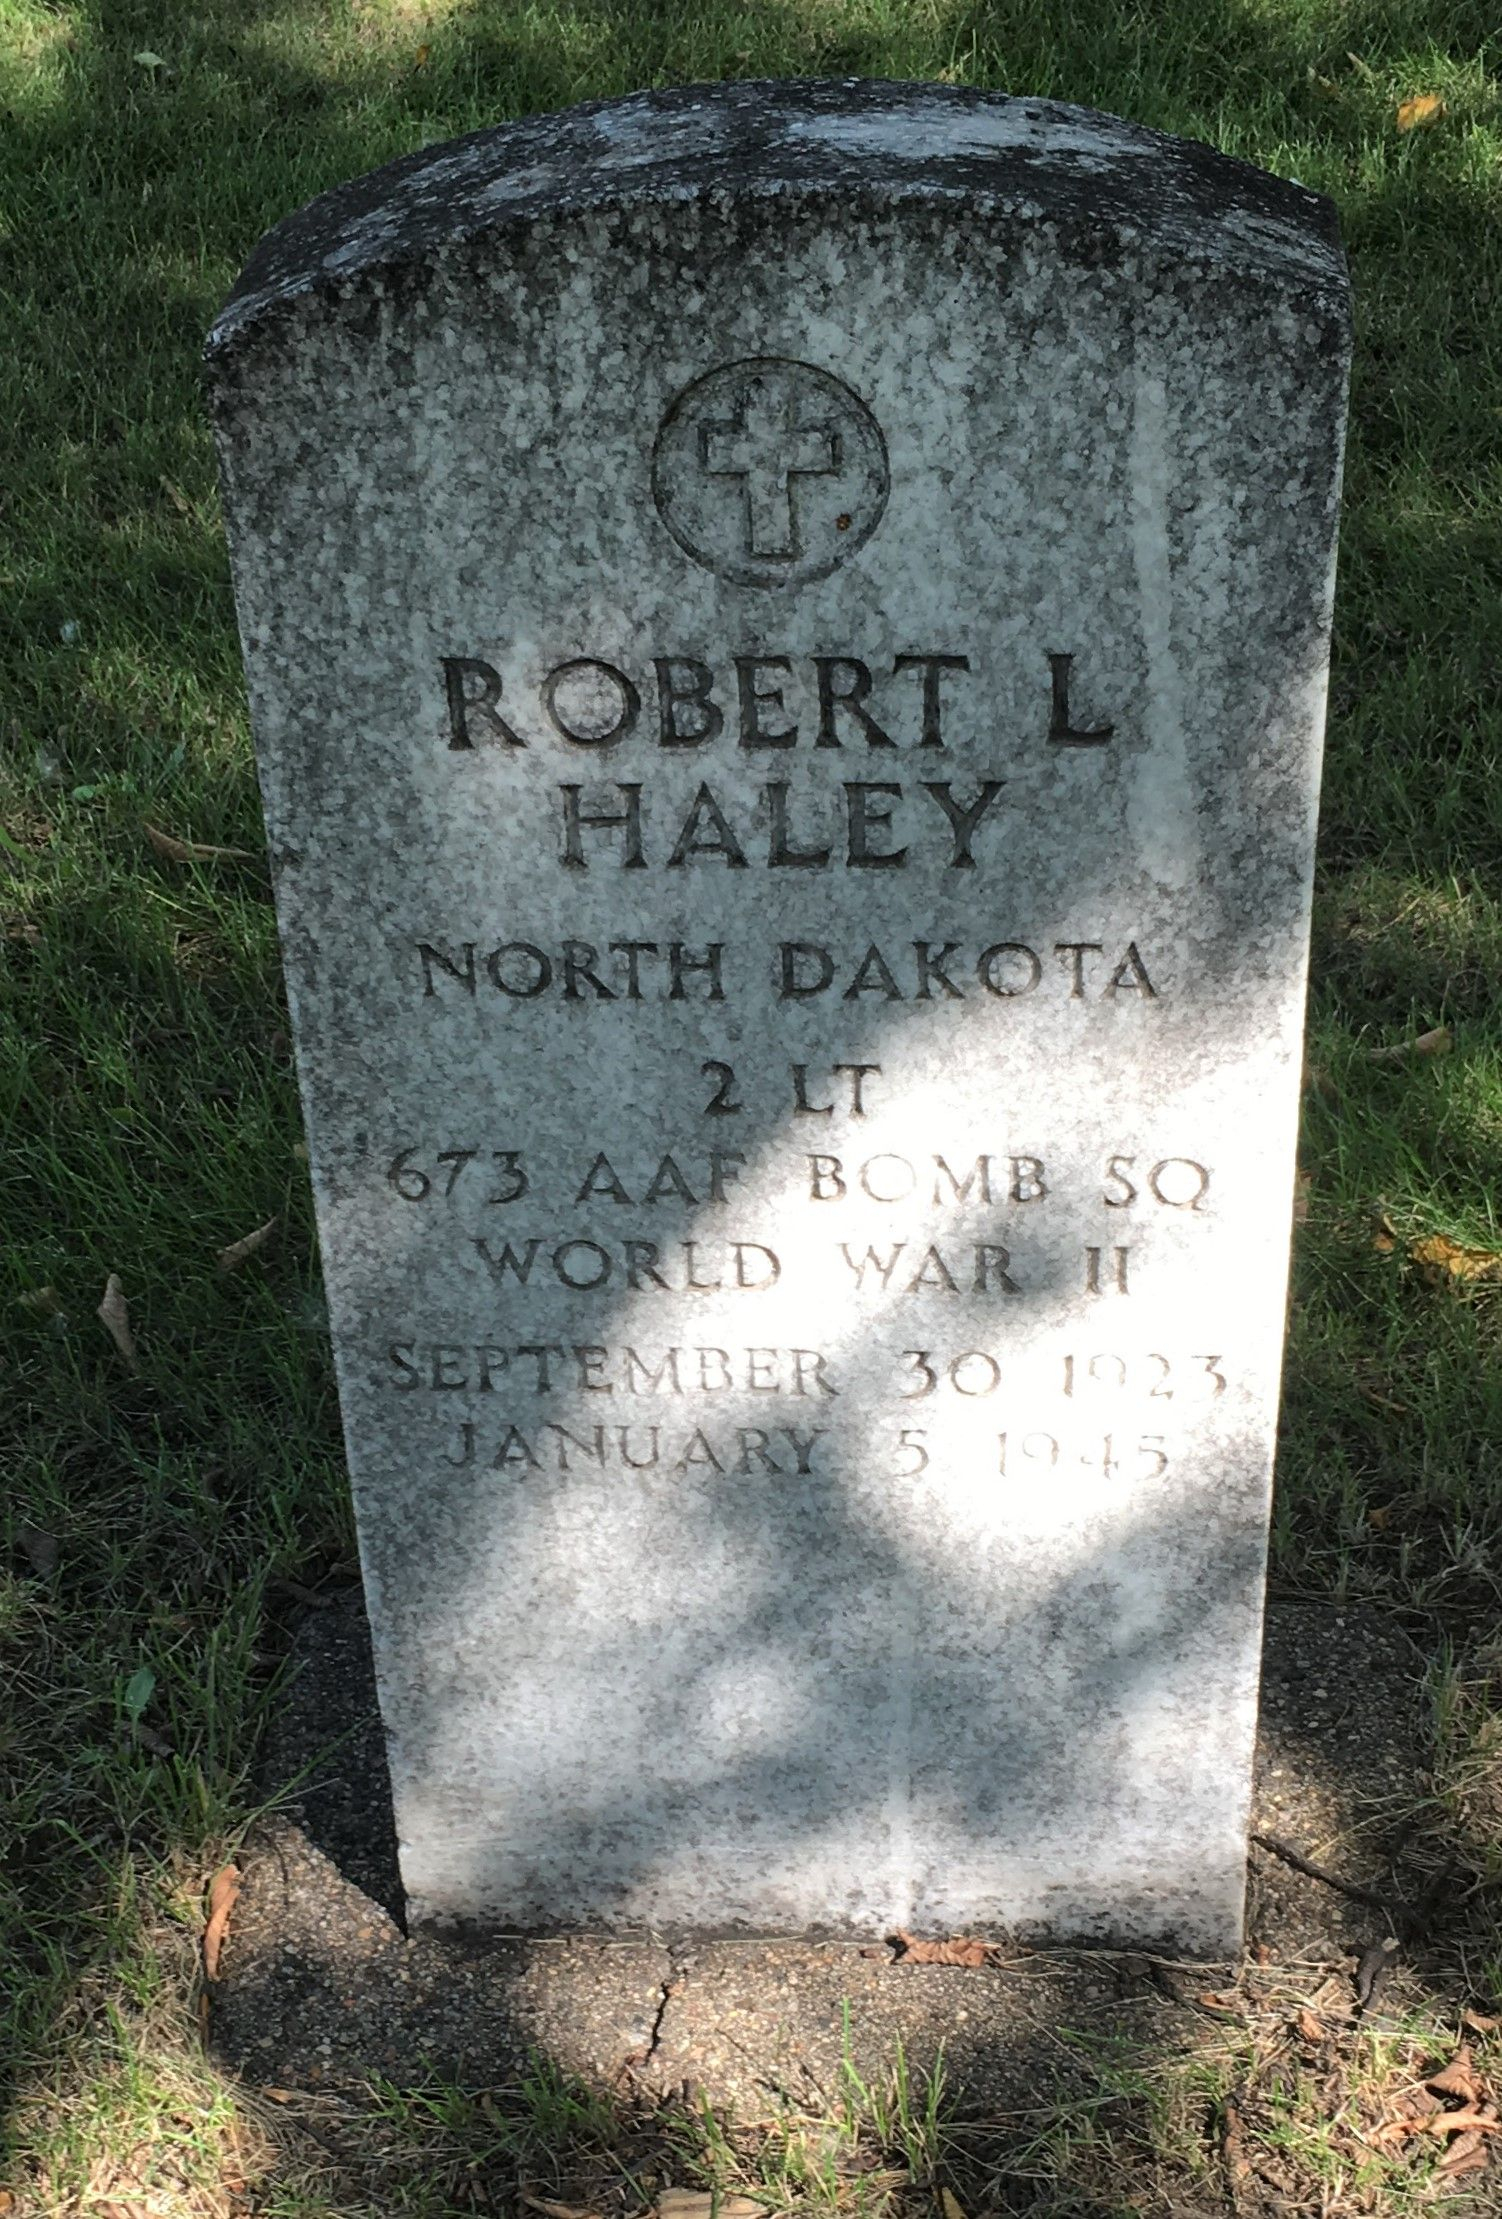 ROBERT L
HALEY
NORTH DAKOTA
2 LT
673 AAF BOMB SQ
WORLD WAR II
SEPTEMBER 30 1923
JANUARY 5 1945